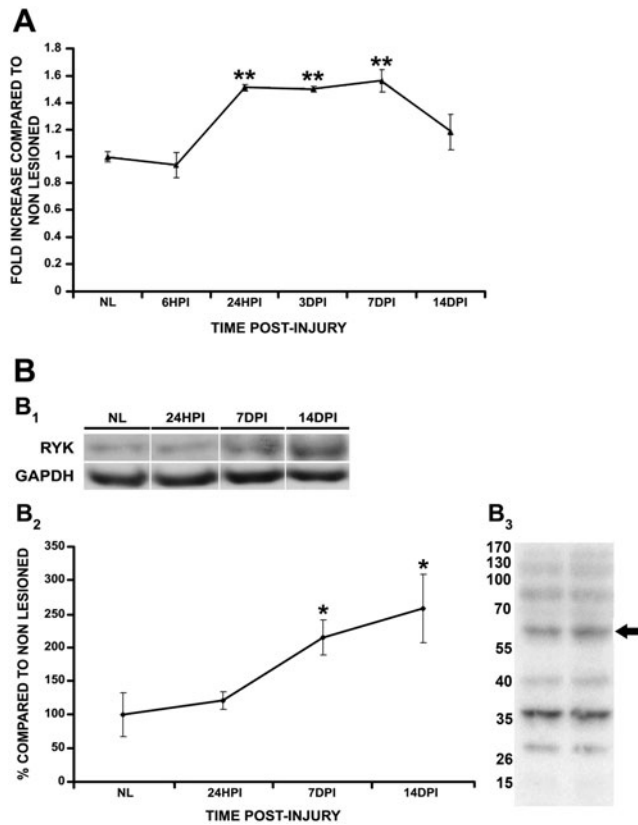 A
FOLD INCREASE COMPARED TO
NON LESIONED
1.8
1.6
1.4
1.2
1
0.8
0.6
0.4
0.2
0
** ** **
NL 6HPI 24HPI 3DPI 7DPI 14DPI
TIME POST-INJURY
B
B1
NL 24HPI 7DPI 14DPI
RYK
GAPDH
B2
% COMPARED TO NON LESIONED
350
300
250
200
150
100
50
0
* *
NL 24HPI 7DPI 14DPI
TIME POST-INJURY
B3
170
130
100
70
55
40
35
26
15